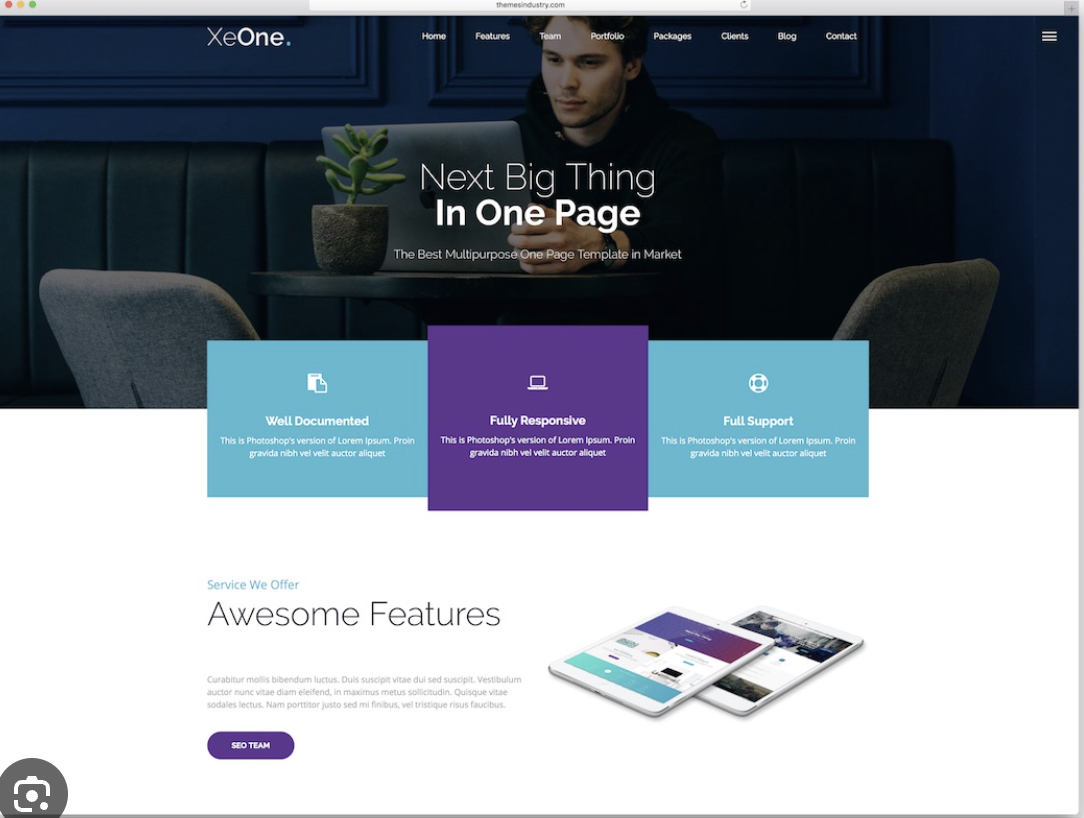 themesindustry.com
XeOne.
Home Features Team Portfolio Packages Clients Blog Contact
Next Big Thing
In One Page
The Best Multipurpose One Page Template in Market
Well Documented
This is Photoshop's version of Lorem Ipsum. Proin
gravida nibh vel velit auctor aliquet
Fully Responsive
This is Photoshop's version of Lorem Ipsum. Proin
gravida nibh vel velit auctor aliquet
Full Support
This is Photoshop's version of Lorem Ipsum. Proin
gravida nibh vel velit auctor aliquet
Service We Offer
Awesome Features
Curabitur mollis bibendum luctus. Duis suscipit vitae dui sed suscipit. Vestibulum
auctor nunc vitae diam eleifend, in maximus metus sollicitudin. Quisque vitae
sodales lectus. Nam porttitor justo sed mi finibus, vel tristique risus faucibus.
SEO TEAM